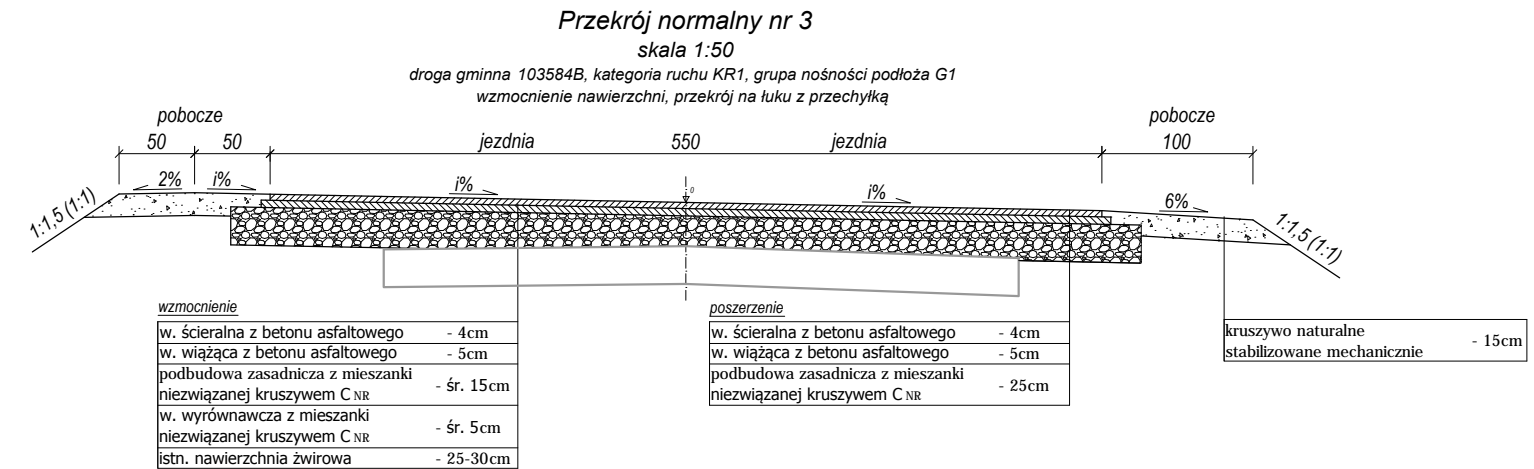 Przekrój normalny nr 3
skala 1:50
droga gminna 103584B, kategoria ruchu KR1, grupa nośności podłoża G1
wzmocnienie nawierzchni, przekrój na łuku z przechyłką
pobocze
pobocze
50
50
jezdnia
550
jezdnia
100
2%
i%
i%
0
i%
6%
1:1,5 (1:1)
1:1,5 (1:1)
wzmocnienie
w. ścieralna z betonu asfaltowego - 4cm
w. wiążąca z betonu asfaltowego - 5cm
podbudowa zasadnicza z mieszanki
niezwiązanej kruszywem C NR - śr. 15cm
w. wyrównawcza z mieszanki
niezwiązanej kruszywem C NR - śr. 5cm
istn. nawierzchnia żwirowa - 25-30cm
poszerzenie
w. ścieralna z betonu asfaltowego - 4cm
w. wiążąca z betonu asfaltowego - 5cm
podbudowa zasadnicza z mieszanki
niezwiązanej kruszywem C NR - 25cm
kruszywo naturalne
stabilizowane mechanicznie - 15cm